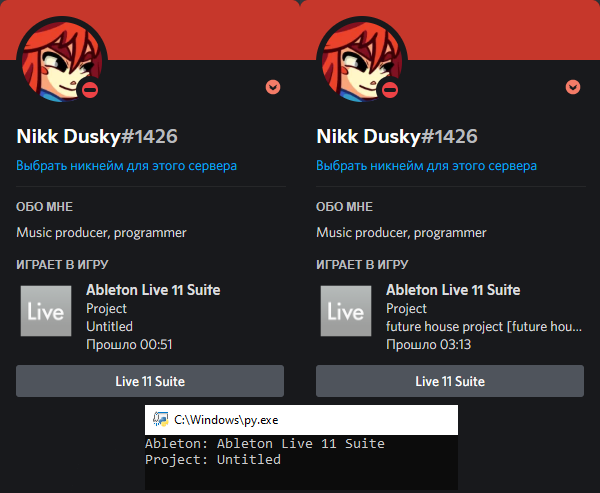 Nikk Dusky#1426
Выбрать никнейм для этого сервера
ОБО МНЕ
Music producer, programmer
ИГРАЕТ В ИГРУ
Live
Ableton Live 11 Suite
Project
Untitled
Прошло 00:51
Live 11 Suite
Nikk Dusky#1426
Выбрать никнейм для этого сервера
ОБО МНЕ
Music producer, programmer
ИГРАЕТ В ИГРУ
Live
Ableton Live 11 Suite
Project
future house project [future hou...
Прошло 03:13
Live 11 Suite
C:\Windows\py.exe
Ableton: Ableton Live 11 Suite
Project: Untitled